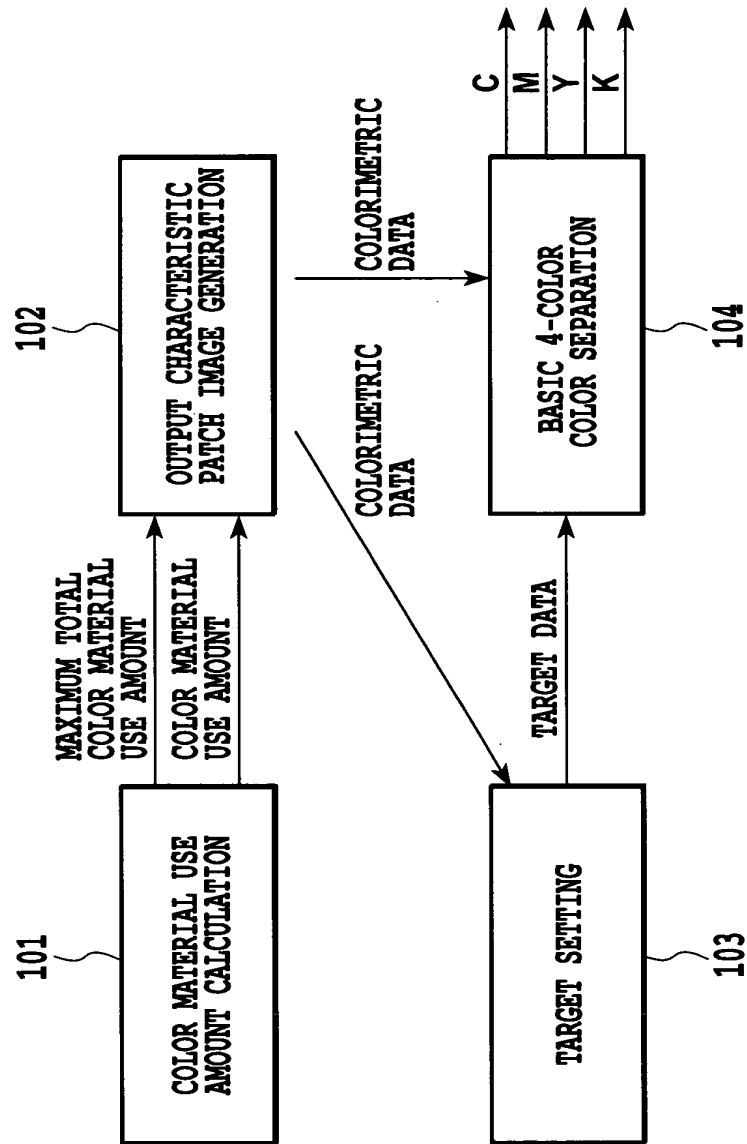 101
COLOR MATERIAL USE
AMOUNT CALCULATION
MAXIMUM TOTAL
COLOR MATERIAL
USE AMOUNT
COLOR MATERIAL
USE AMOUNT
102
OUTPUT CHARACTERISTIC
PATCH IMAGE GENERATION
COLORIMETRIC
DATA
COLORIMETRIC
DATA
103
TARGET SETTING
TARGET DATA
104
BASIC 4-COLOR
COLOR SEPARATION
C
M
Y
K